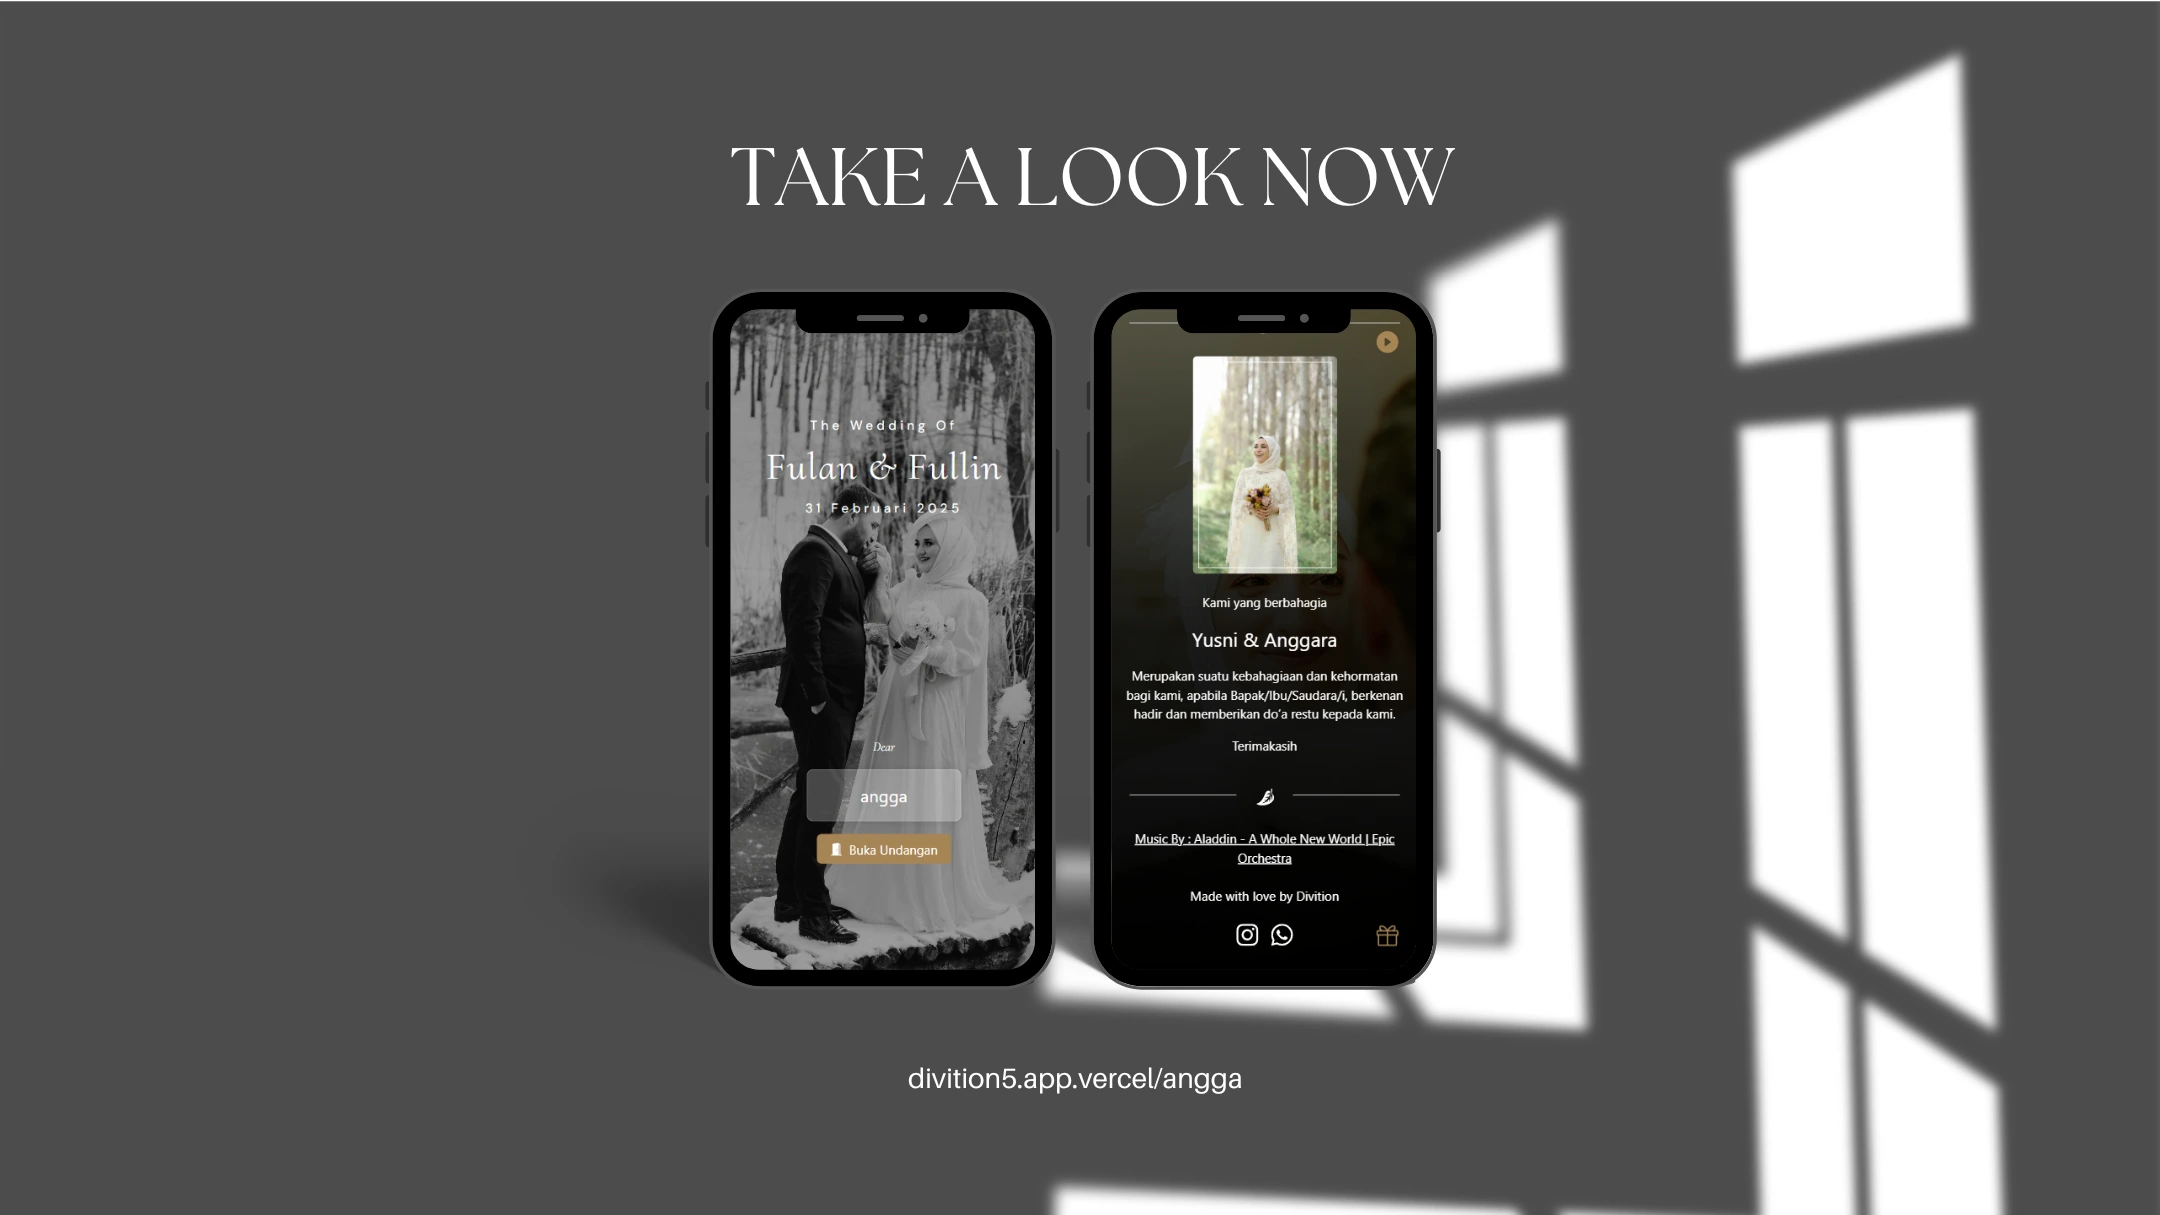 TAKE A LOOK NOW
The Wedding Of
Fulan & Fullin
31 Februari 2025
Dear
angga
Buka Undangan
Kami yang berbahagia
Yusni & Anggara
Merupakan suatu kebahagiaan dan kehormatan
bagi kami, apabila Bapak/Ibu/Saudara/i, berkenan
hadir dan memberikan do'a restu kepada kami.
Terimakasih
Music By : Aladdin - A Whole New World | Epic
Orchestra
Made with love by Divition
divition5.app.vercel/angga